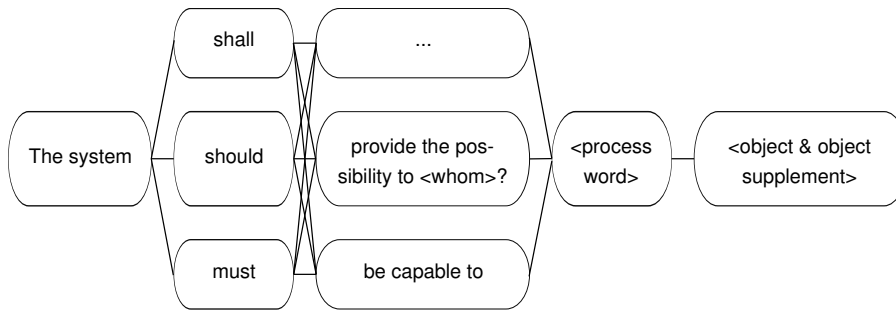 The system
shall
should
must
...
provide the pos-
sibility to <whom>?
be capable to
<process
word>
<object & object
supplement>